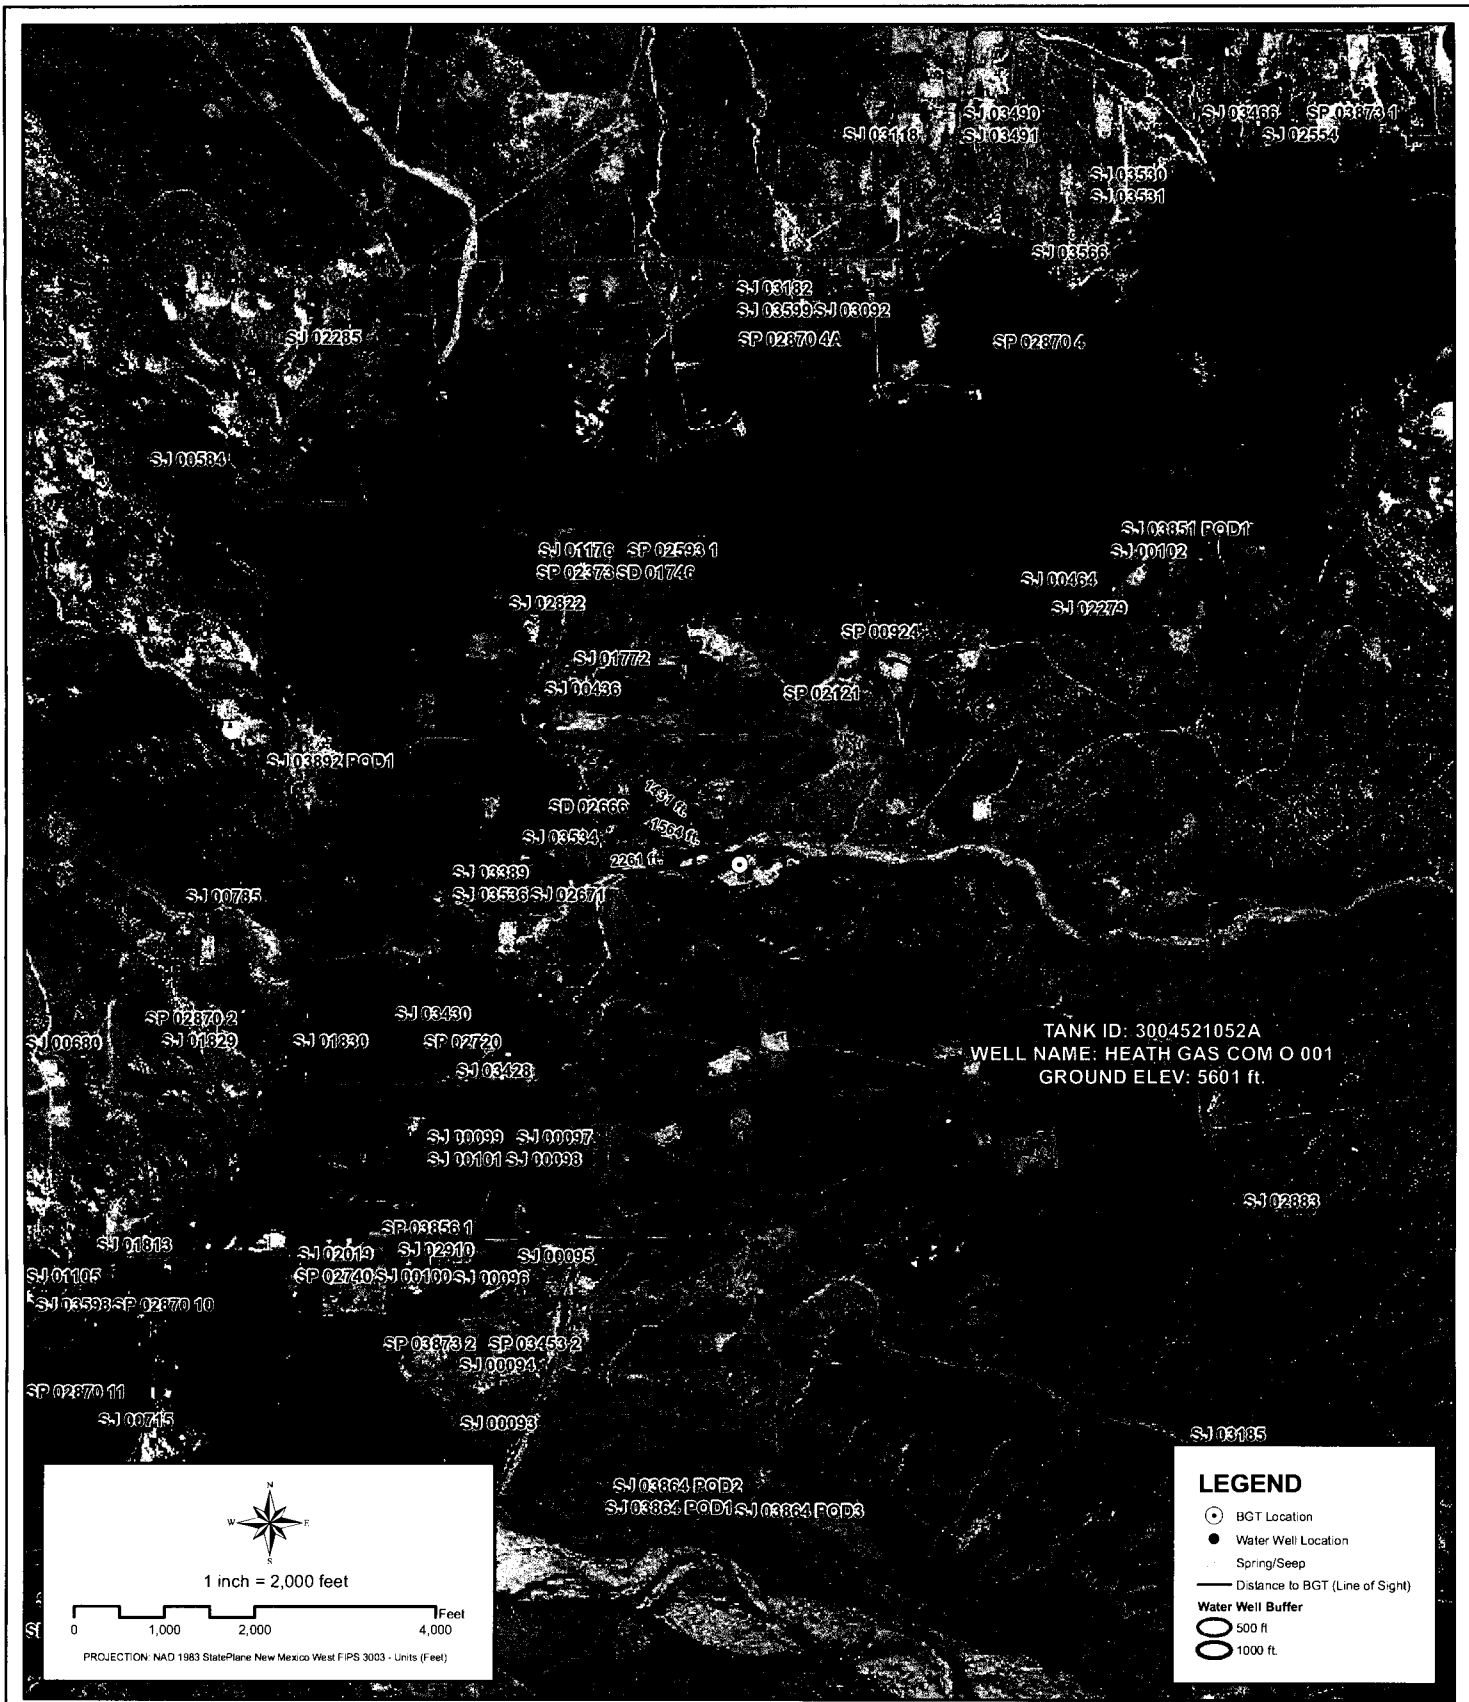 SJ 03490
SJ 03466
SP 03873 1
SJ 03118
SJ 03491
SJ 02554
SJ 03530
SJ 03531
SJ 03566
SJ 03182
SJ 03599
SJ 03092
SJ 02285
SP 02870 4A
SP 02870 4
SJ 00584
SJ 03851 POD1
SJ 01176
SP 02593 1
SJ 00102
SP 02373
SD 01746
SJ 00464
SJ 02822
SJ 02279
SP 00924
SJ 01772
SJ 00436
SP 02121
SJ 03892 POD1
SD 02666
1491 ft.
1564 ft.
SJ 03534
2261 ft.
SJ 03389
SJ 00785
SJ 03536
SJ 02671
SJ 03430
SP 02870 2
SJ 00680
SJ 01829
SJ 01830
SP 02720
SJ 03428
TANK ID: 3004521052A
WELL NAME: HEATH GAS COM O 001
GROUND ELEV: 5601 ft.
SJ 00099
SJ 00097
SJ 00101
SJ 00098
SJ 02883
SP 03856 1
SJ 01813
SJ 02019
SJ 02910
SJ 00095
SJ 01105
SP 02740
SJ 00100
SJ 00096
SJ 03598
SP 02870 10
SP 03873 2
SP 03453 2
SJ 00094
SP 02870 11
SJ 00715
SJ 00093
SJ 03185
SJ 03864 POD2
SJ 03864 POD1
SJ 03864 POD3
N
W E
S
1 inch = 2,000 feet
Feet
0 1,000 2,000 4,000
PROJECTION: NAD 1983 StatePlane New Mexico West FIPS 3003 - Units (Feet)
LEGEND
BGT Location
Water Well Location
Spring/Seep
Distance to BGT (Line of Sight)
Water Well Buffer
500 ft
1000 ft.